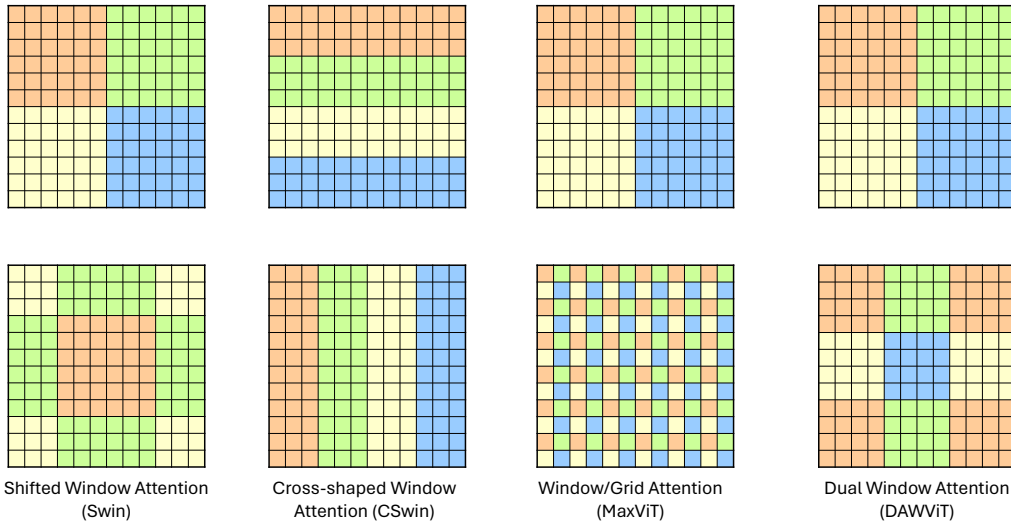 Shifted Window Attention
(Swin)
Cross-shaped Window
Attention (CSwin)
Window/Grid Attention
(MaxViT)
Dual Window Attention
(DAWViT)